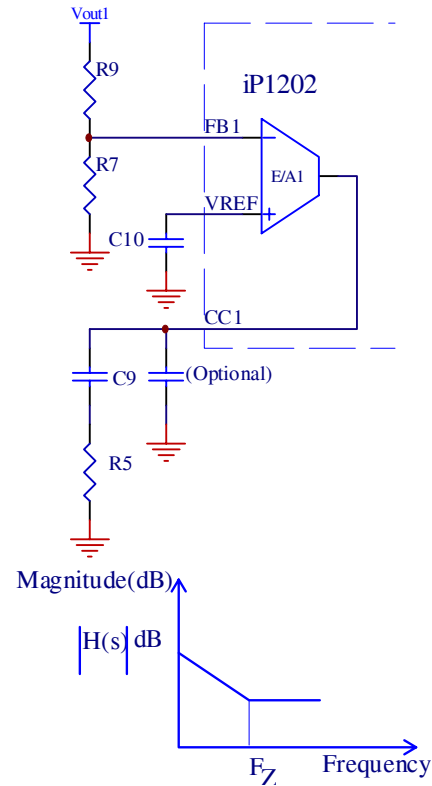 Vout1
R9
iP1202
FB1
R7
E/A1
VREF
C10
CC1
C9
(Optional)
R5
Magnitude(dB)
|H(s)| dB
FZ
Frequency